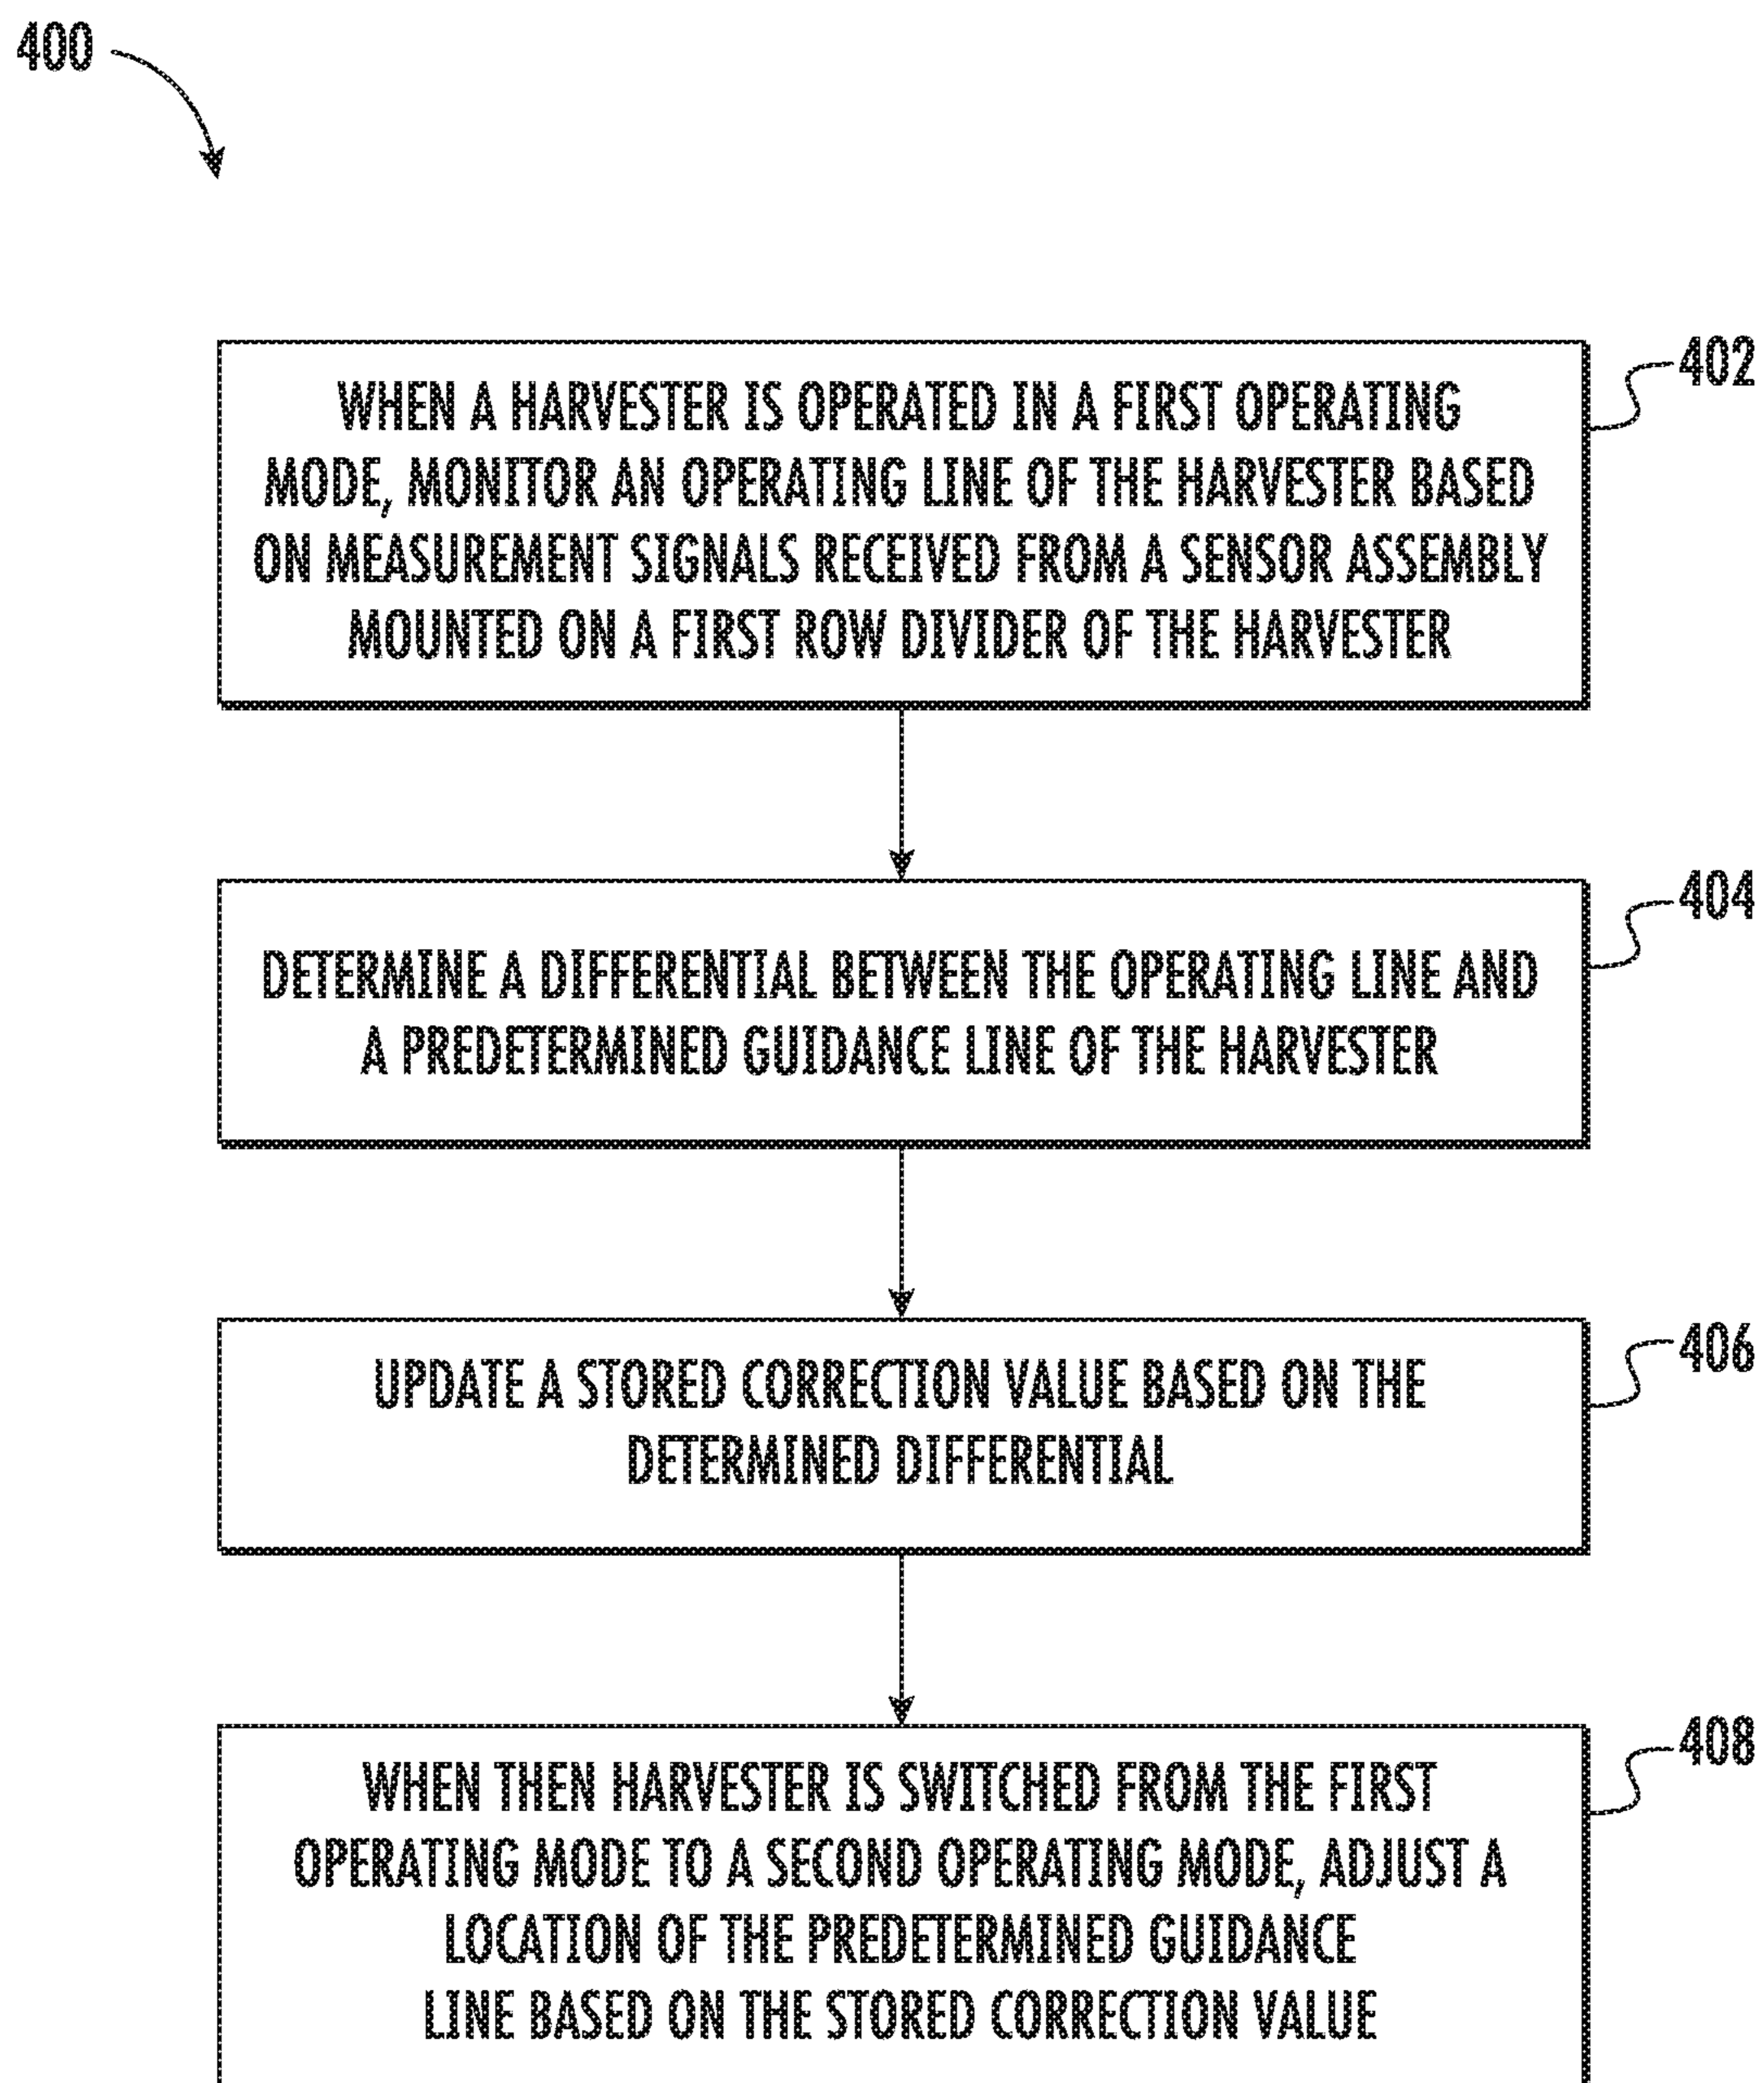 400
402
WHEN A HARVESTER IS OPERATED IN A FIRST OPERATING
MODE, MONITOR AN OPERATING LINE OF THE HARVESTER BASED
ON MEASUREMENT SIGNALS RECEIVED FROM A SENSOR ASSEMBLY
MOUNTED ON A FIRST ROW DIVIDER OF THE HARVESTER
404
DETERMINE A DIFFERENTIAL BETWEEN THE OPERATING LINE AND
A PREDETERMINED GUIDANCE LINE OF THE HARVESTER
406
UPDATE A STORED CORRECTION VALUE BASED ON THE
DETERMINED DIFFERENTIAL
408
WHEN THEN HARVESTER IS SWITCHED FROM THE FIRST
OPERATING MODE TO A SECOND OPERATING MODE, ADJUST A
LOCATION OF THE PREDETERMINED GUIDANCE
LINE BASED ON THE STORED CORRECTION VALUE